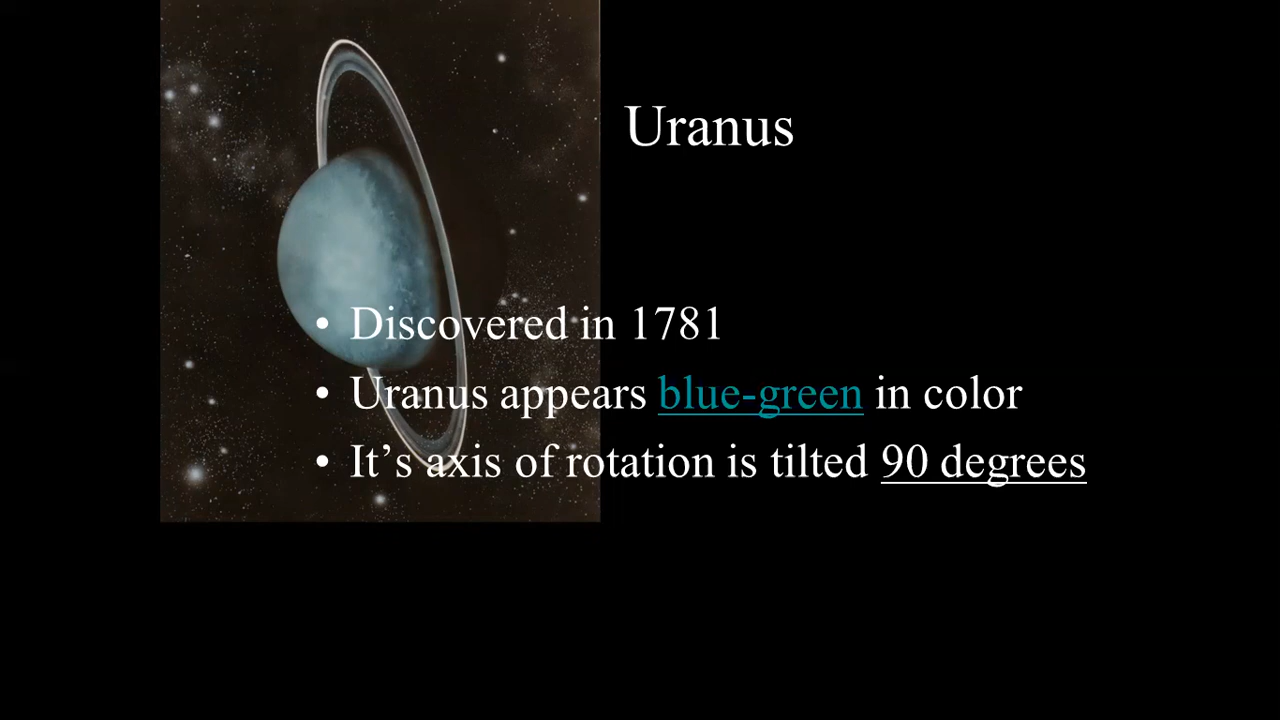 Uranus
• Discovered in 1781
• Uranus appears blue-green in color
• It’s axis of rotation is tilted 90 degrees